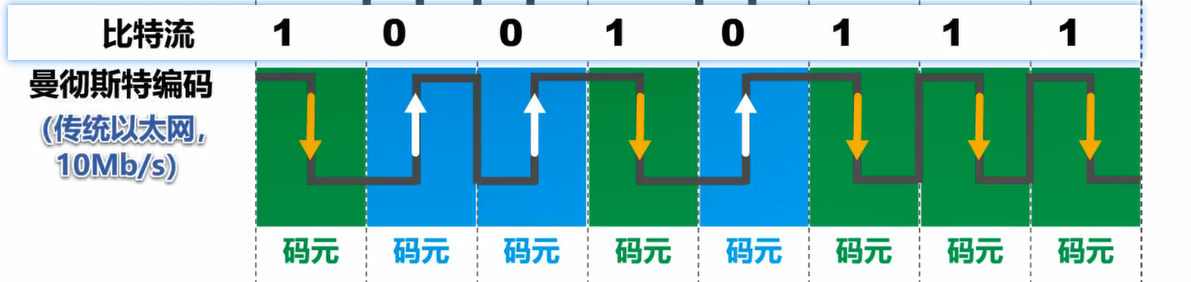 比特流 1 0 0 1 0 1 1 1
曼彻斯特编码
(传统以太网,
10Mb/s)
码元 码元 码元 码元 码元 码元 码元 码元